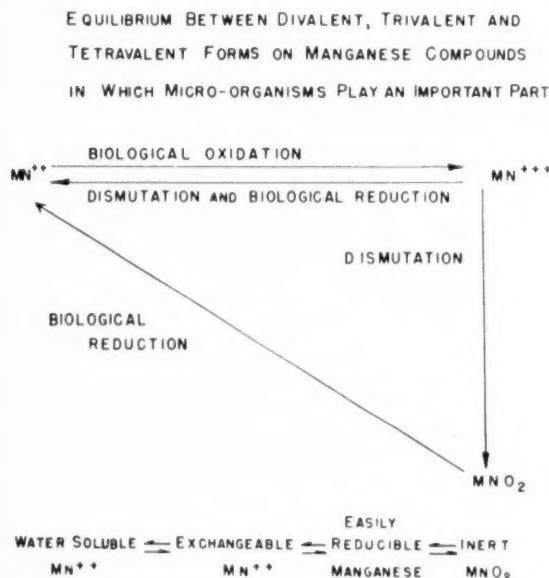 EQUILIBRIUM BETWEEN DIVALENT, TRIVALENT AND
TETRAVALENT FORMS ON MANGANESE COMPOUNDS
IN WHICH MICRO-ORGANISMS PLAY AN IMPORTANT PART
BIOLOGICAL OXIDATION
MN++ MN+++
DISMUTATION AND BIOLOGICAL REDUCTION
DISMUTATION
BIOLOGICAL
REDUCTION
MNO2
EASILY
WATER SOLUBLE EXCHANGEABLE REDUCIBLE INERT
MN++ MN++ MANGANESE MNO2